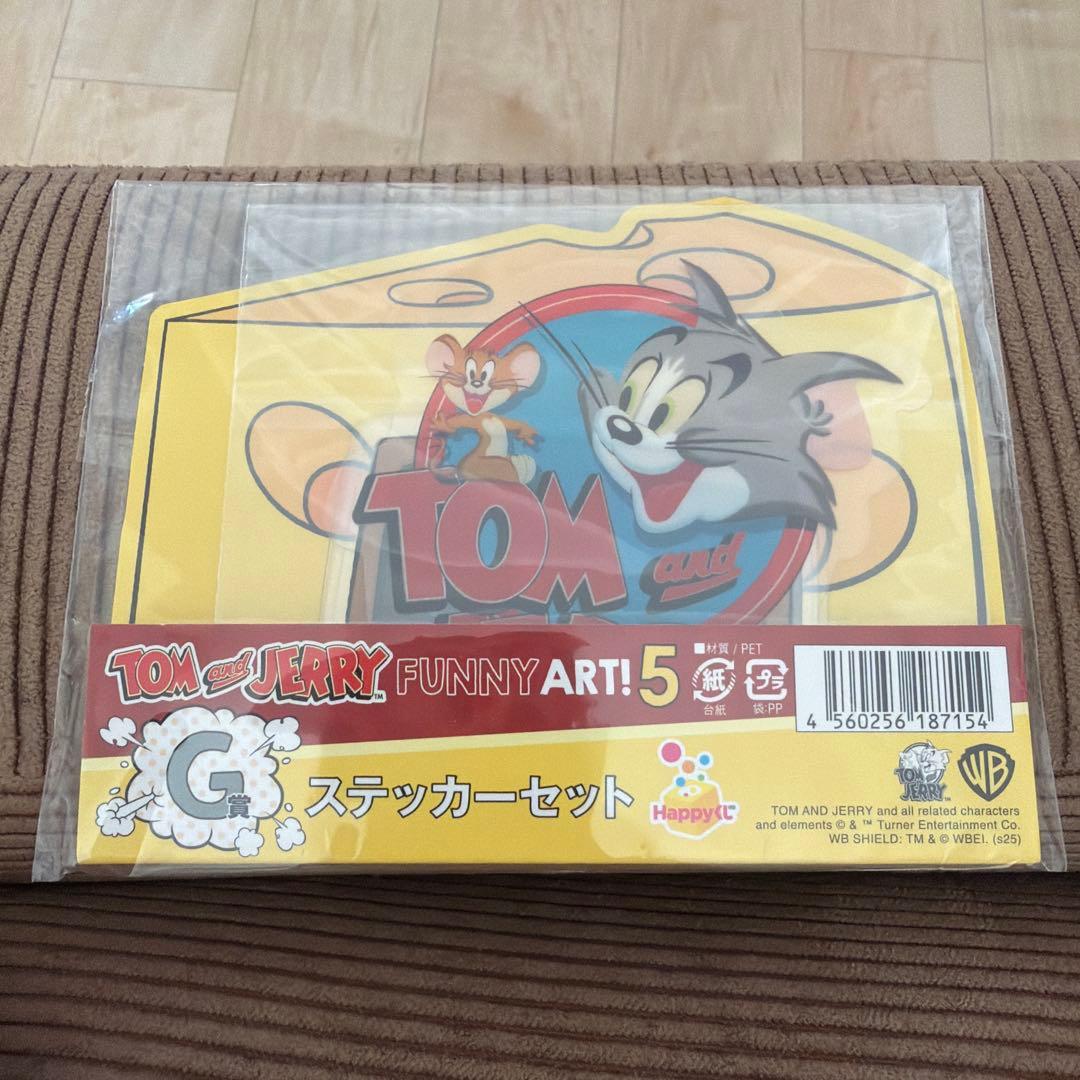 TOM and
TOM and JERRY™ FUNNY ART! 5
■材質 / PET
紙
台紙
プラ
袋:PP
4 560256 187154
G賞
ステッカーセット
Happyくじ
TOM and JERRY™
WB
TOM AND JERRY and all related characters
and elements © & ™ Turner Entertainment Co.
WB SHIELD: TM & © WBEI. (s25)